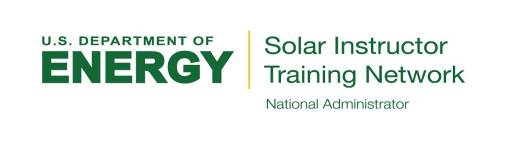 U.S. DEPARTMENT OF
ENERGY
Solar Instructor
Training Network
National Administrator